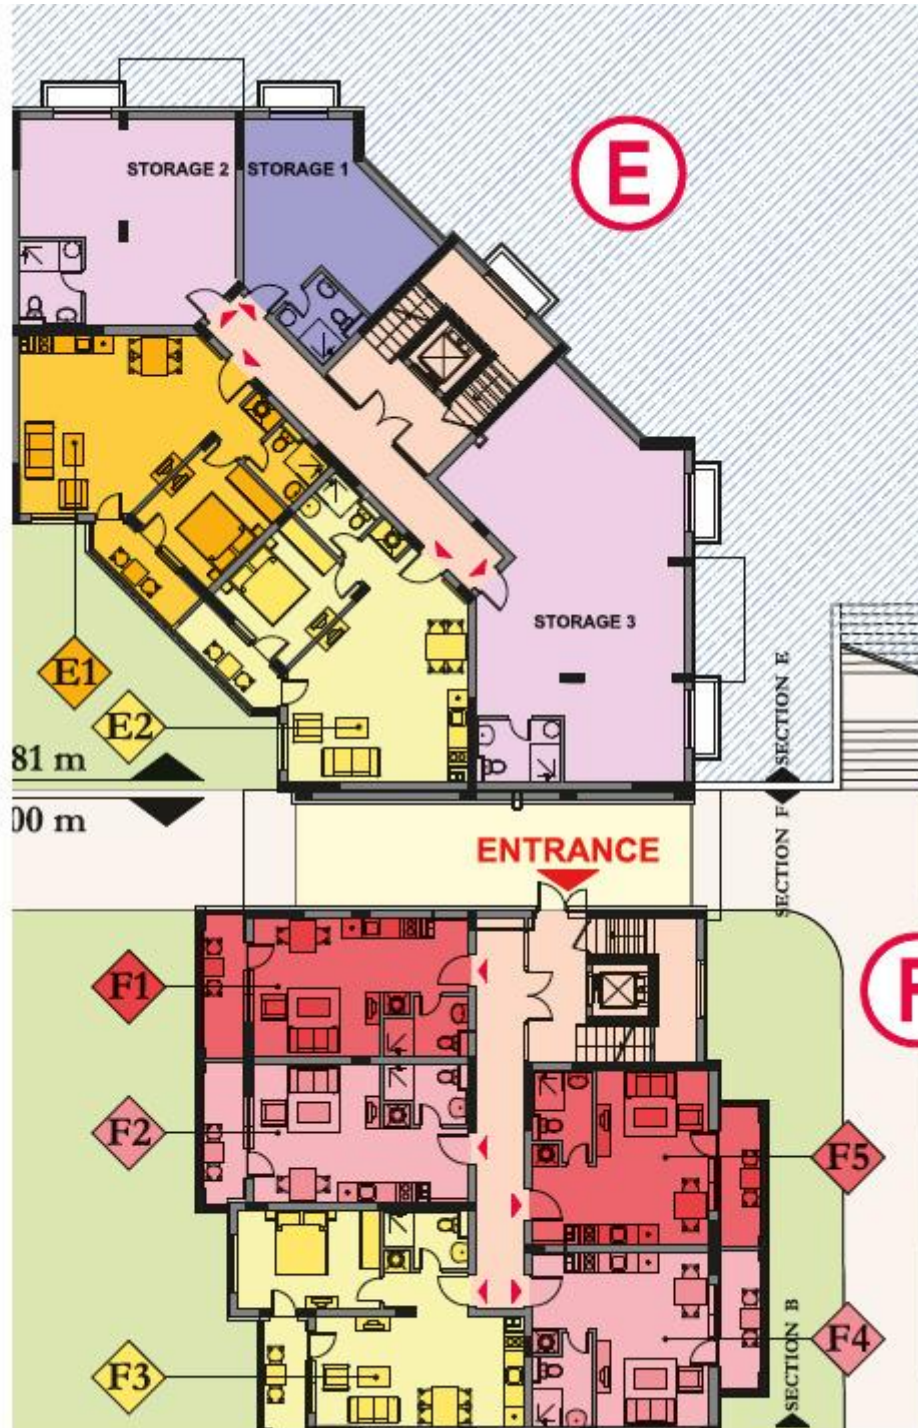 STORAGE 2
STORAGE 1
E
STORAGE 3
E1
E2
81 m
00 m
SECTION E
SECTION F
ENTRANCE
F1
F2
F5
F4
F3
SECTION B